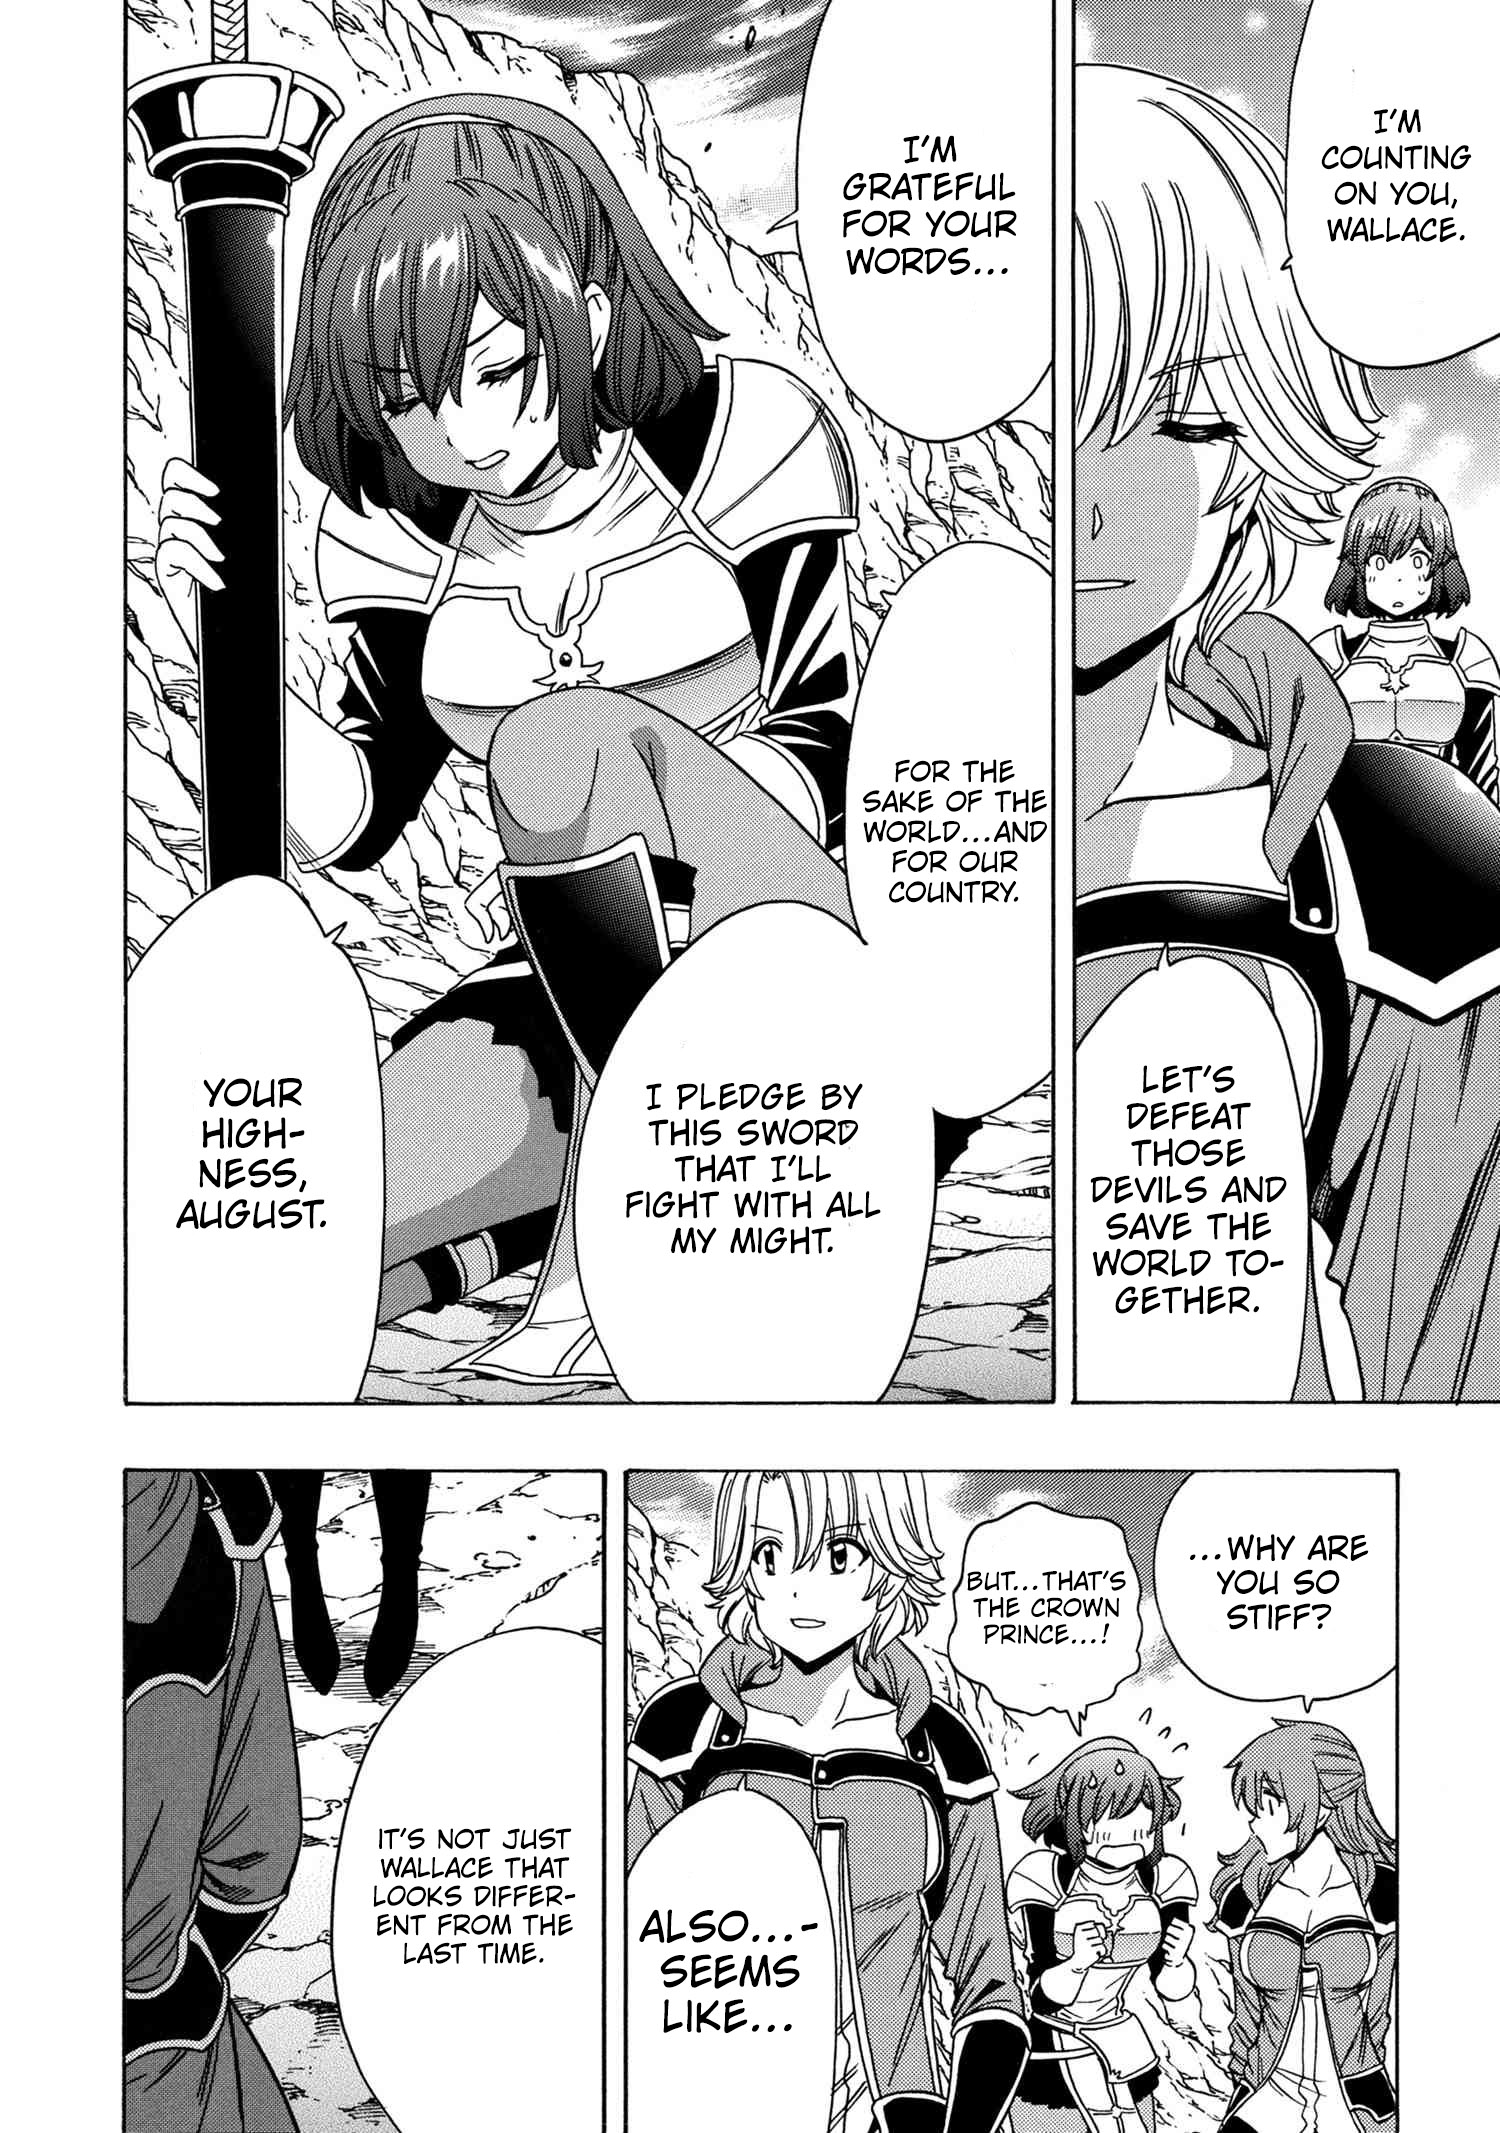 I'M
COUNTING
ON YOU,
WALLACE.
LET'S
DEFEAT
THOSE
DEVILS AND
SAVE THE
WORLD TO-
GETHER.
I'M
GRATEFUL
FOR YOUR
WORDS...
FOR THE
SAKE OF THE
WORLD...AND
FOR OUR
COUNTRY.
I PLEDGE BY
THIS SWORD
THAT I'LL
FIGHT WITH ALL
MY MIGHT.
YOUR
HIGH-
NESS,
AUGUST.
...WHY ARE
YOU SO
STIFF?
BUT...THAT'S
THE CROWN
PRINCE...!
ALSO...-
SEEMS
LIKE...
IT'S NOT JUST
WALLACE THAT
LOOKS DIFFER-
ENT FROM THE
LAST TIME.